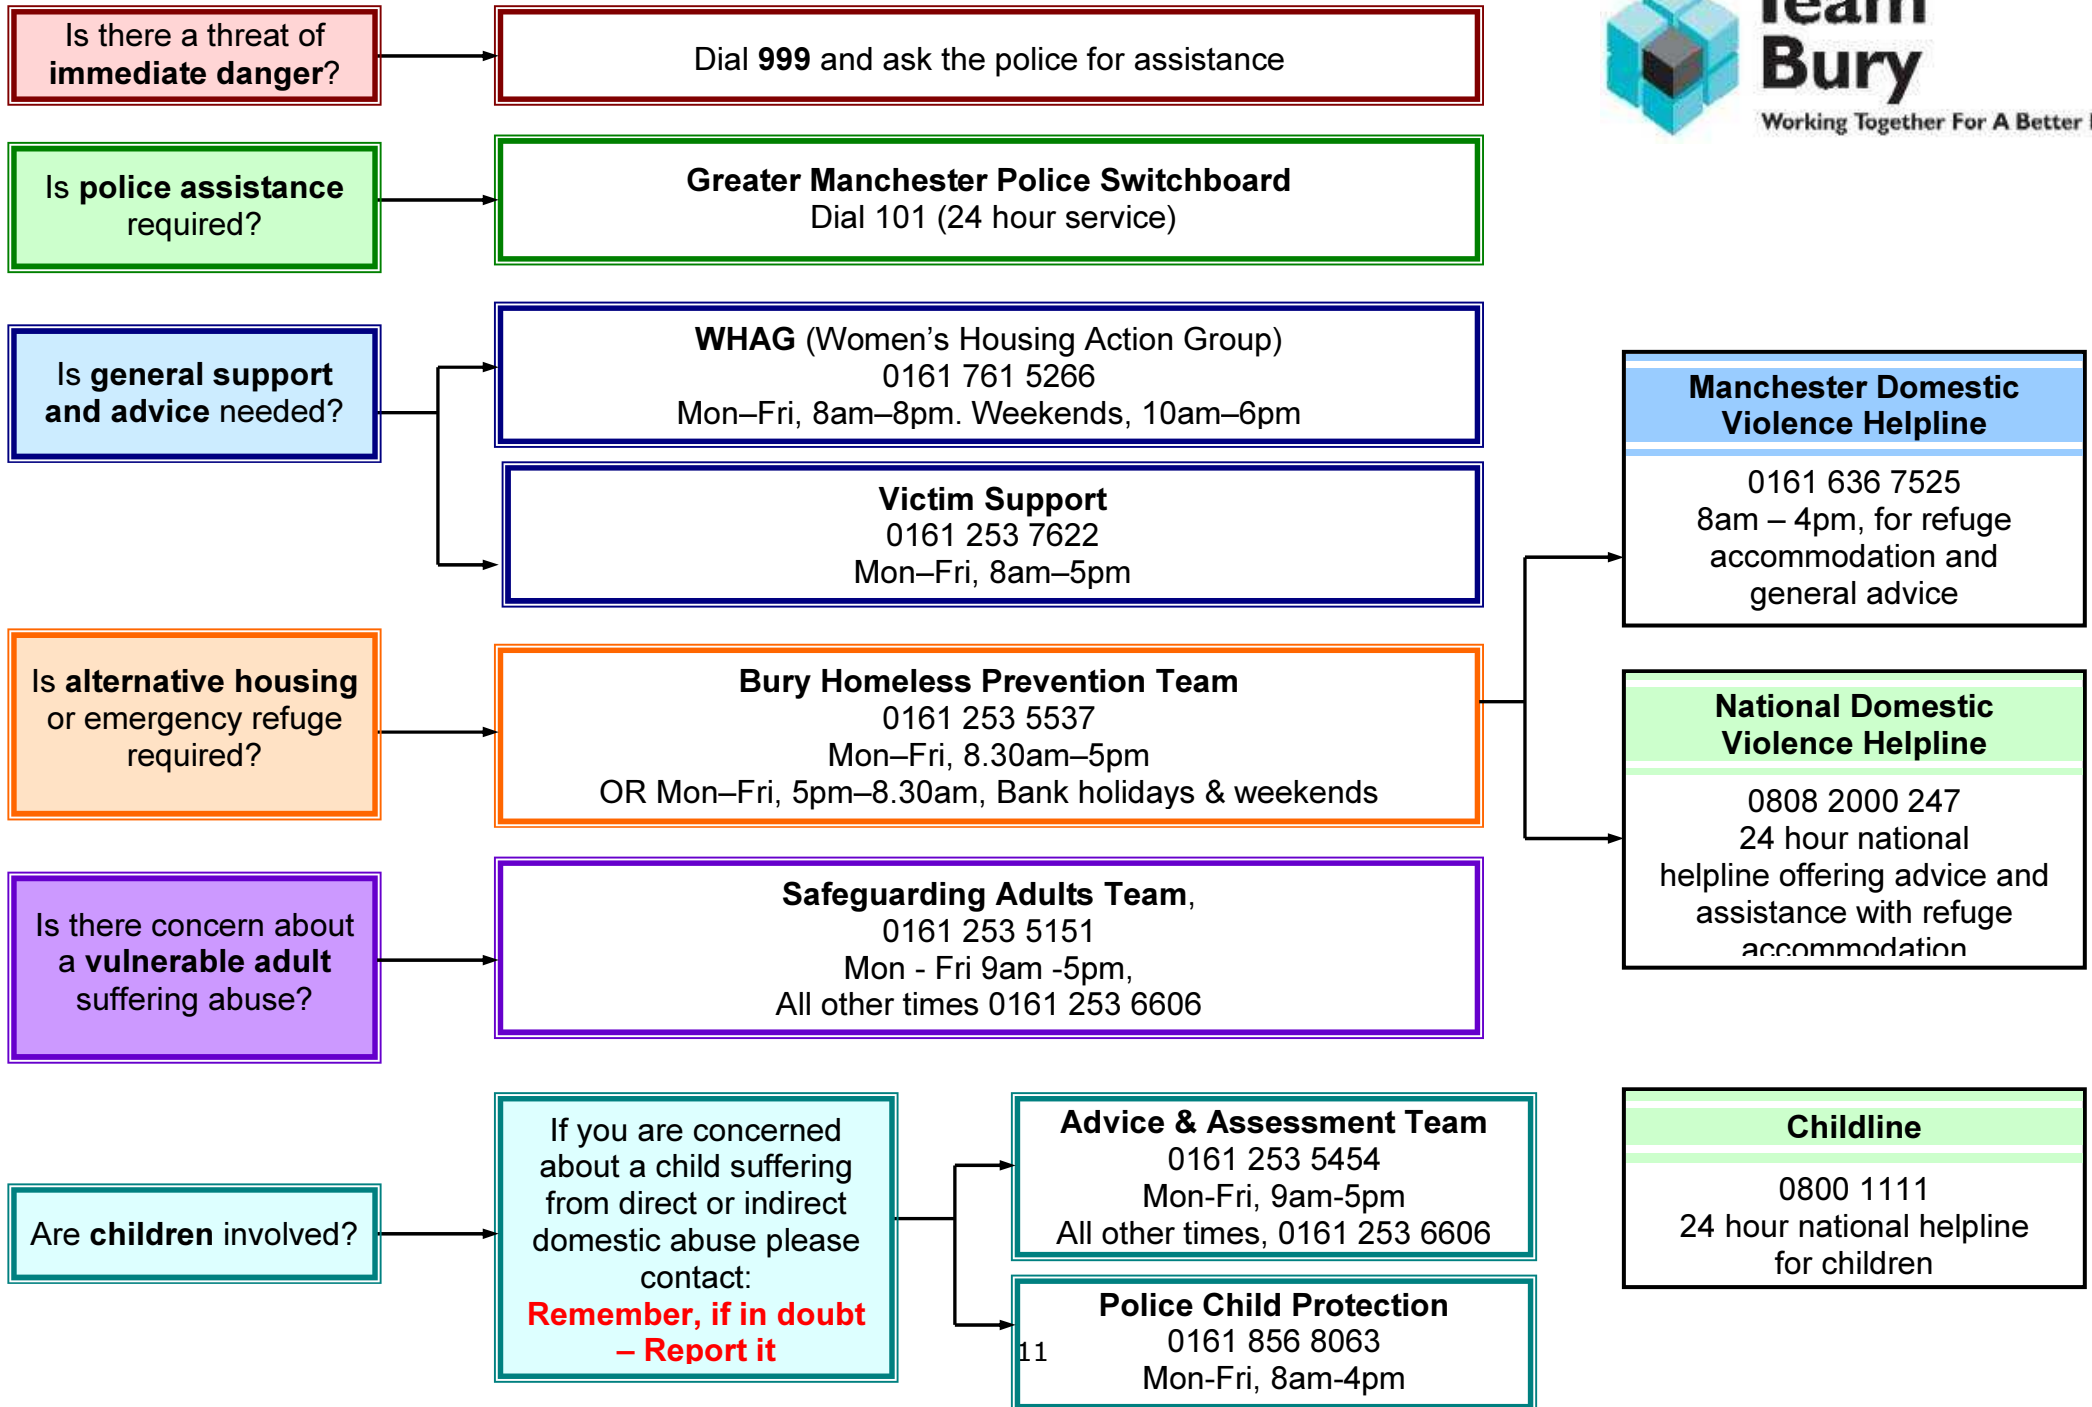 Is there a threat of
immediate danger?
Dial 999 and ask the police for assistance
Team
Bury
Working Together For A Better
Is police assistance
required?
Greater Manchester Police Switchboard
Dial 101 (24 hour service)
Is general support
and advice needed?
WHAG (Women’s Housing Action Group)
0161 761 5266
Mon–Fri, 8am–8pm. Weekends, 10am–6pm
Victim Support
0161 253 7622
Mon–Fri, 8am–5pm
Is alternative housing
or emergency refuge
required?
Bury Homeless Prevention Team
0161 253 5537
Mon–Fri, 8.30am–5pm
OR Mon–Fri, 5pm–8.30am, Bank holidays & weekends
Manchester Domestic
Violence Helpline
0161 636 7525
8am – 4pm, for refuge
accommodation and
general advice
National Domestic
Violence Helpline
0808 2000 247
24 hour national
helpline offering advice and
assistance with refuge
accommodation
Is there concern about
a vulnerable adult
suffering abuse?
Safeguarding Adults Team,
0161 253 5151
Mon - Fri 9am -5pm,
All other times 0161 253 6606
Are children involved?
If you are concerned
about a child suffering
from direct or indirect
domestic abuse please
contact:
Remember, if in doubt
– Report it
Advice & Assessment Team
0161 253 5454
Mon-Fri, 9am-5pm
All other times, 0161 253 6606
Police Child Protection
0161 856 8063
Mon-Fri, 8am-4pm
Childline
0800 1111
24 hour national helpline
for children
11